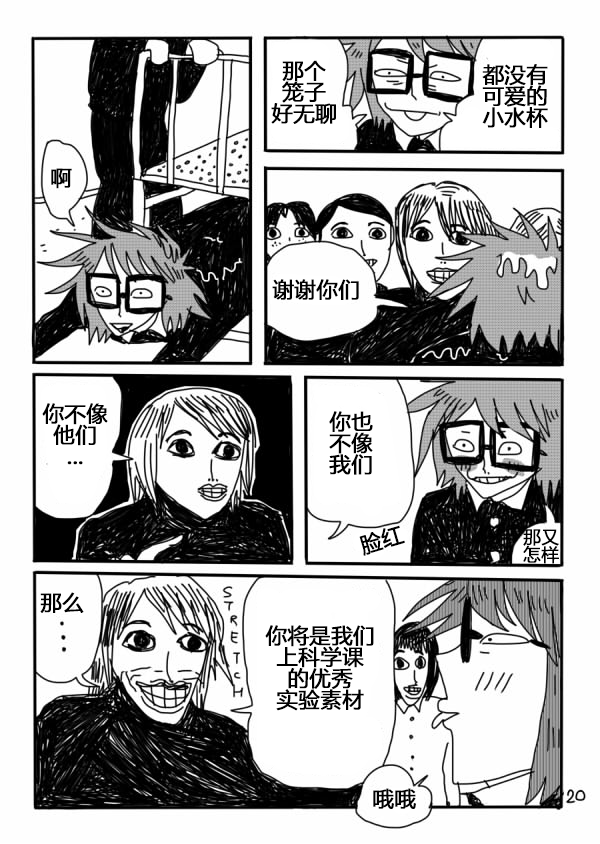 啊
那个
笼子
好无聊
都没有
可爱的
小水杯
谢谢你们
你不像
他们
...
你也
不像
我们
脸红
那又
怎样
那么
...
STRETCH
你将是我们
上科学课
的优秀
实验素材
哦哦
20